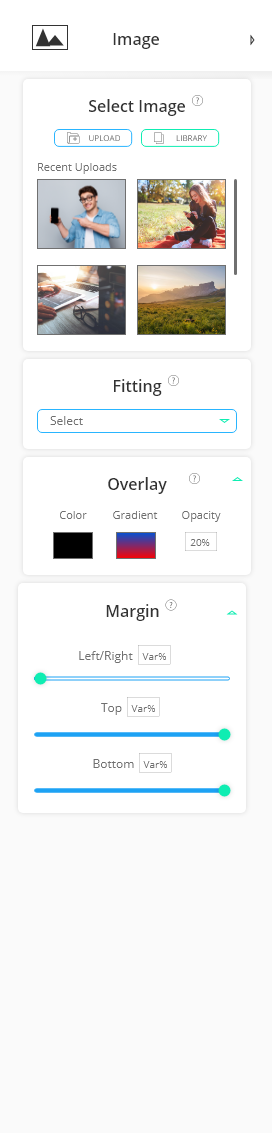 Image
Select Image ?
UPLOAD LIBRARY
Recent Uploads
Fitting ?
Select
Overlay ?
Color Gradient Opacity
20%
Margin ?
Left/Right Var%
Top Var%
Bottom Var%